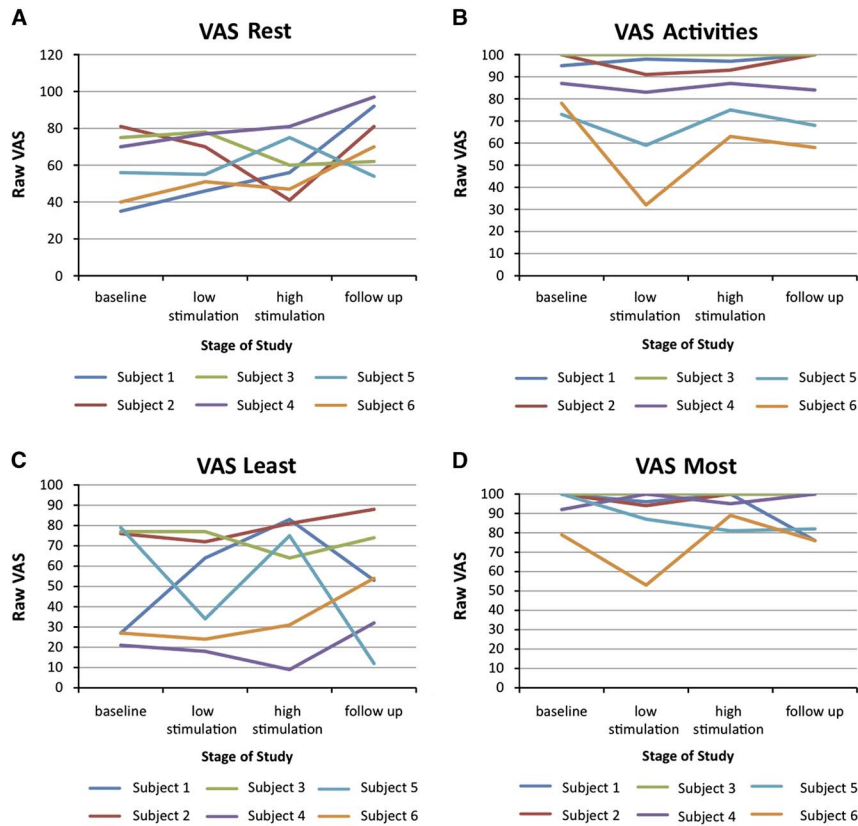 A
VAS Rest
120
100
80
60
40
20
0
Raw VAS
baseline
low stimulation
high stimulation
follow up
Stage of Study
Subject 1
Subject 3
Subject 5
Subject 2
Subject 4
Subject 6
B
VAS Activities
100
90
80
70
60
50
40
30
20
10
0
Raw VAS
baseline
low stimulation
high stimulation
follow up
Stage of Study
Subject 1
Subject 3
Subject 5
Subject 2
Subject 4
Subject 6
C
VAS Least
100
90
80
70
60
50
40
30
20
10
0
Raw VAS
baseline
low stimulation
high stimulation
follow up
Stage of Study
Subject 1
Subject 3
Subject 5
Subject 2
Subject 4
Subject 6
D
VAS Most
100
90
80
70
60
50
40
30
20
10
0
Raw VAS
baseline
low stimulation
high stimulation
follow up
Stage of Study
Subject 1
Subject 3
Subject 5
Subject 2
Subject 4
Subject 6